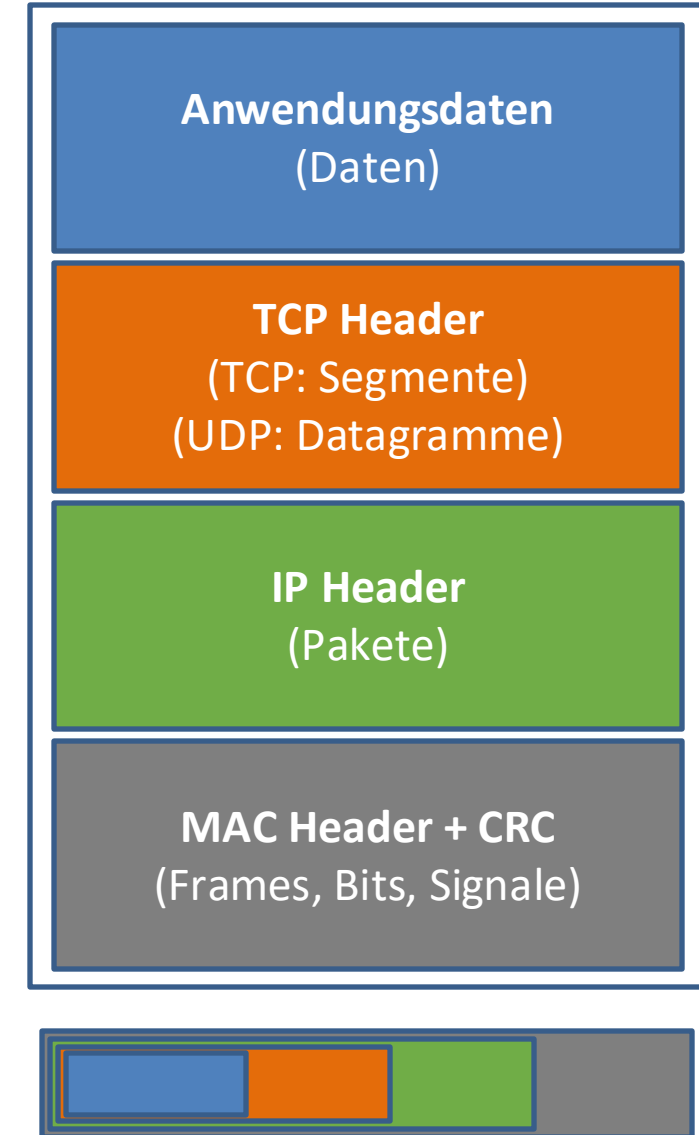 Anwendungsdaten
(Daten)
TCP Header
(TCP: Segmente)
(UDP: Datagramme)
IP Header
(Pakete)
MAC Header + CRC
(Frames, Bits, Signale)